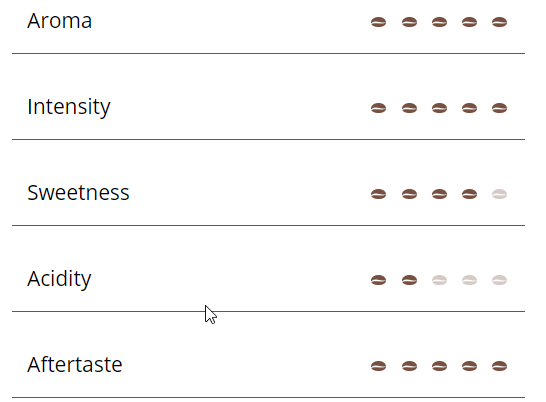 Aroma
Intensity
Sweetness
Acidity
Aftertaste